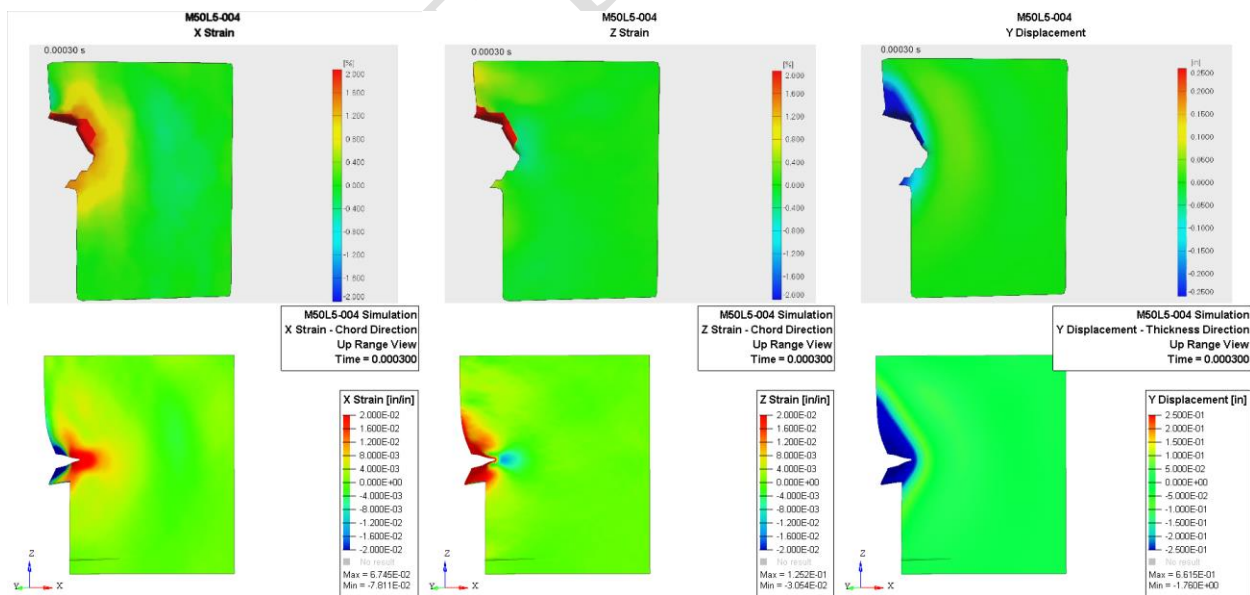 M50L5-004
X Strain
0.00030 s
[%]
2.000
1.600
1.200
0.800
0.400
0.000
-0.400
-0.800
-1.200
-1.600
-2.000
M50L5-004
Z Strain
0.00030 s
[%]
2.000
1.600
1.200
0.800
0.400
0.000
-0.400
-0.800
-1.200
-1.600
-2.000
M50L5-004
Y Displacement
0.00030 s
[in]
0.2500
0.2000
0.1500
0.1000
0.0500
0.0000
-0.0500
-0.1000
-0.1500
-0.2000
-0.2500
M50L5-004 Simulation
X Strain - Chord Direction
Up Range View
Time = 0.000300
X Strain [in/in]
2.000E-02
1.600E-02
1.200E-02
8.000E-03
4.000E-03
0.000E+00
-4.000E-03
-8.000E-03
-1.200E-02
-1.600E-02
-2.000E-02
No result
Max = 6.745E-02
Min = -7.811E-02
Z
Y
X
M50L5-004 Simulation
Z Strain - Chord Direction
Up Range View
Time = 0.000300
Z Strain [in/in]
2.000E-02
1.600E-02
1.200E-02
8.000E-03
4.000E-03
0.000E+00
-4.000E-03
-8.000E-03
-1.200E-02
-1.600E-02
-2.000E-02
No result
Max = 1.252E-01
Min = -3.054E-02
Z
Y
X
M50L5-004 Simulation
Y Displacement - Thickness Direction
Up Range View
Time = 0.000300
Y Displacement [in]
2.500E-01
2.000E-01
1.500E-01
1.000E-01
5.000E-02
0.000E+00
-5.000E-02
-1.000E-01
-1.500E-01
-2.000E-01
-2.500E-01
No result
Max = 6.615E-01
Min = -1.760E+00
Z
Y
X